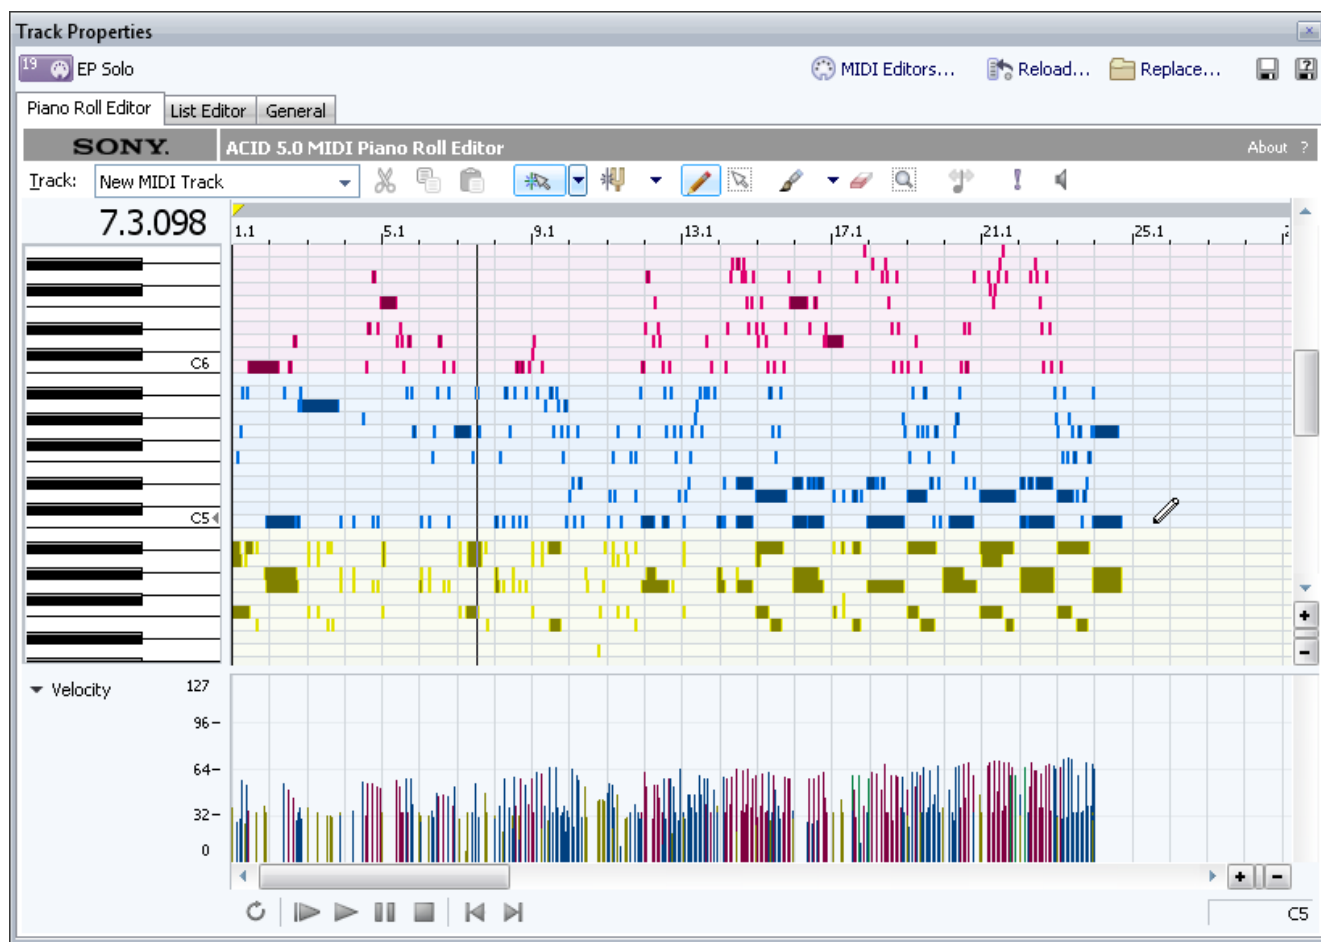 Track Properties
19 EP Solo MIDI Editors... Reload... Replace...
Piano Roll Editor List Editor General
SONY. ACID 5.0 MIDI Piano Roll Editor About ?
Track: New MIDI Track
7.3.098
1.1 5.1 9.1 13.1 17.1 21.1 25.1
C6
C5
Velocity 127
96
64
32
0
C5